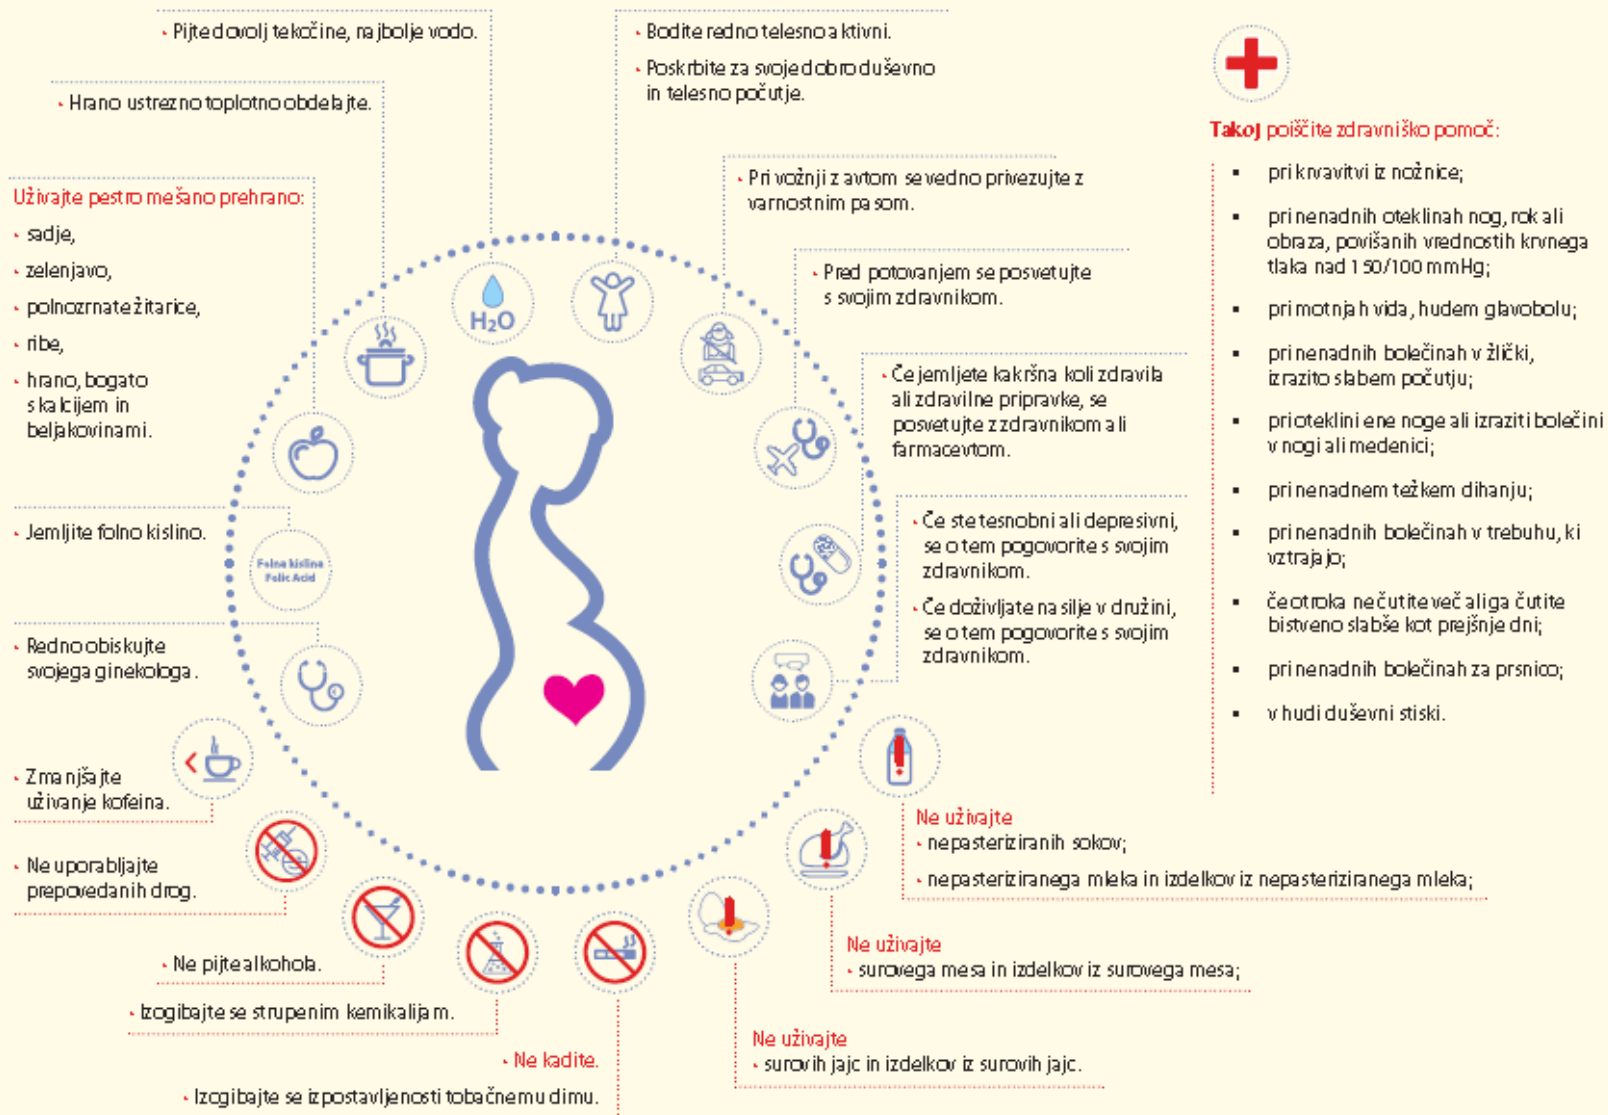 • Pijte dovolj tekočine, najbolje vodo.
• Hrano ustrezno toplotno obdelajte.
Uživajte pestro mešano prehrano:
• sadje,
• zelenjavo,
• polnozrnate žitarice,
• ribe,
• hrano, bogato
s kalcijem in
beljakovinami.
• Jemljite folno kislino.
• Redno obiskujte
svojega ginekologa.
• Zmanjšajte
uživanje kofeina.
• Ne uporabljajte
prepovedanih drog.
• Ne pijte alkohola.
• Izogibajte se strupenim kemikalijam.
• Ne kadite.
• Izogibajte se izpostavljenosti tobačnemu dimu.
H₂O
Folna kislina
Folic Acid
• Bodite redno telesno aktivni.
• Poskrbite za svoje dobro duševno
in telesno počutje.
• Pri vožnji z avtom se vedno privezujte z
varnostnim pasom.
• Pred potovanjem se posvetujte
s svojim zdravnikom.
• Če jemljete kakršna koli zdravila
ali zdravilne pripravke, se
posvetujte z zdravnikom ali
farmacevtom.
• Če ste tesnobni ali depresivni,
se o tem pogovorite s svojim
zdravnikom.
• Če doživljate nasilje v družini,
se o tem pogovorite s svojim
zdravnikom.
Ne uživajte
• nepasteriziranih sokov;
• nepasteriziranega mleka in izdelkov iz nepasteriziranega mleka;
Ne uživajte
• surovega mesa in izdelkov iz surovega mesa;
Ne uživajte
• surovih jajc in izdelkov iz surovih jajc.
Takoj poiščite zdravniško pomoč:
▪ pri krvavitvi iz nožnice;
▪ pri nenadnih oteklinah nog, rok ali
obraza, povišanih vrednostih krvnega
tlaka nad 150/100 mmHg;
▪ pri motnjah vida, hudem glavobolu;
▪ pri nenadnih bolečinah v žlički,
izrazito slabem počutju;
▪ pri oteklini ene noge ali izraziti bolečini
v nogi ali medenici;
▪ pri nenadnem težkem dihanju;
▪ pri nenadnih bolečinah v trebuhu, ki
vztrajajo;
▪ če otroka ne čutite več ali ga čutite
bistveno slabše kot prejšnje dni;
▪ pri nenadnih bolečinah za prsnico;
▪ v hudi duševni stiski.